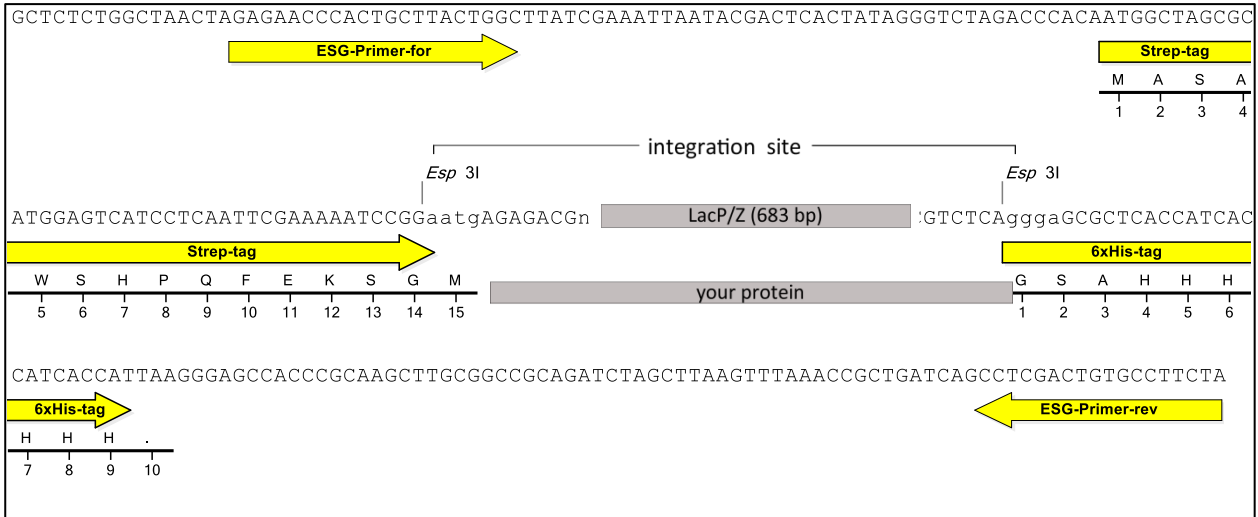 GCTCTCTGGCTAACTAGAGAACCCACTGCTTACTGGCTTATCGAAATTAATACGACTCACTATAGGGTCTAGACCCACAATGGCTAGCGC
ESG-Primer-for
Strep-tag
M A S A
1 2 3 4
integration site
Esp 3I
Esp 3I
ATGGAGTCATCCTCAATTCGAAAAATCCGGaatgAGAGACGn
LacP/Z (683 bp)
GTCTCAgggaGCGCTCACCATCAC
Strep-tag
6xHis-tag
W S H P Q F E K S G M
your protein
G S A H H H
5 6 7 8 9 10 11 12 13 14 15
1 2 3 4 5 6
CATCACCATTAAGGGAGCCACCCGCAAGCTTGCGGCCGCAGATCTAGCTTAAGTTTAAACCGCTGATCAGCCTCGACTGTGCCTTCTA
6xHis-tag
ESG-Primer-rev
H H H .
7 8 9 10